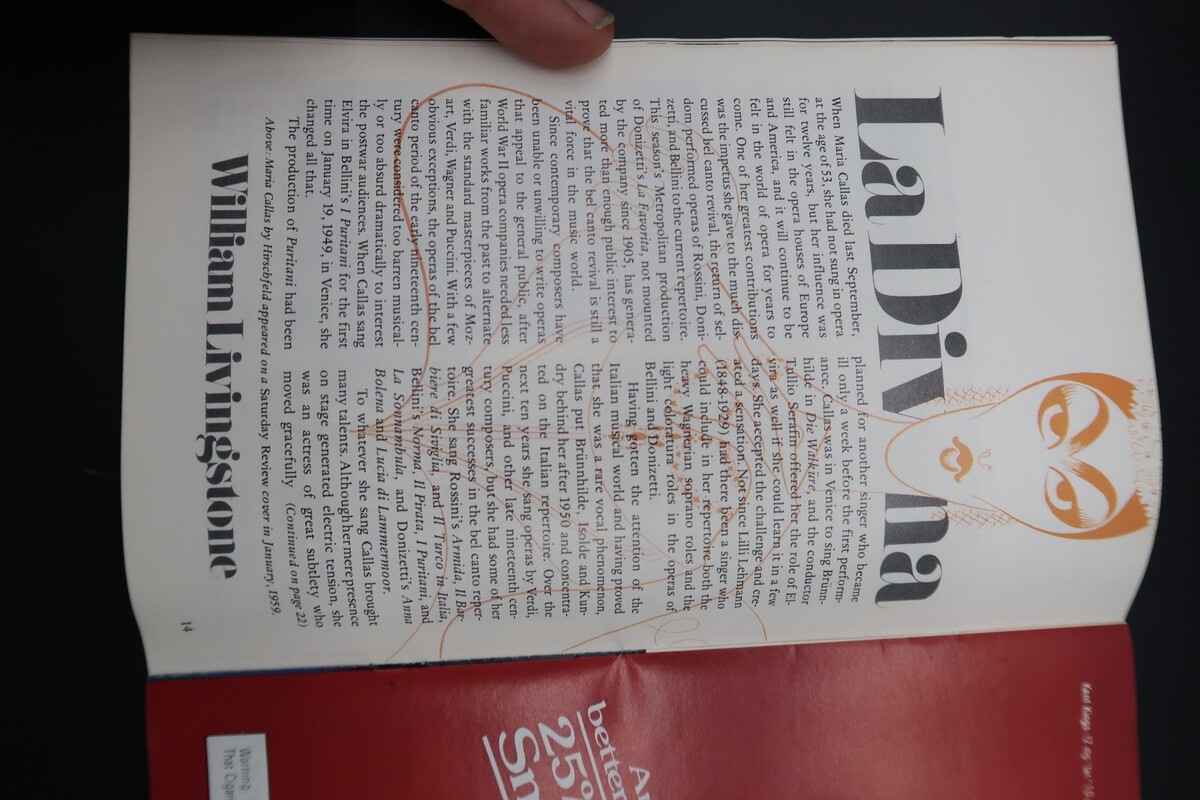 La Divina
When Maria Callas died last September,
at the age of 53, she had not sung in opera
for twelve years, but her influence was
still felt in the opera houses of Europe
and America, and it will continue to be
felt in the world of opera for years to
come. One of her greatest contributions
was the impetus she gave to the much dis-
cussed bel canto revival, the return of sel-
dom performed operas of Rossini, Doni-
zetti and Bellini to the current repertoire.
This season's Metropolitan production
of Donizetti's La Favorita, not mounted
by the company since 1905, has genera-
ted more than enough public interest to
prove that the bel canto revival is still a
vital force in the music world.
Since contemporary composers have
been unable or unwilling to write operas
that appeal to the general public, after
World War II opera companies needed less
familiar works from the past to alternate
with the standard masterpieces of Moz-
art, Verdi, Wagner and Puccini. With a few
obvious exceptions, the operas of the bel
canto period of the early nineteenth cen-
tury were considered too barren musical-
ly or too absurd dramatically to interest
the postwar audiences. When Callas sang
Elvira in Bellini's I Puritani for the first
time on January 19, 1949, in Venice, she
changed all that.
The production of Puritani had been
planned for another singer who became
ill only a week before the first perform-
ance. Callas was in Venice to sing Brünn-
hilde in Die Walküre, and the conductor
Tullio Serafin offered her the role of El-
vira as well if she could learn it in a few
days. She accepted the challenge and cre-
ated a sensation. Not since Lilli Lehmann
(1848-1929) had there been a singer who
could include in her repertoire both the
heavy Wagnerian soprano roles and the
light coloratura roles in the operas of
Bellini and Donizetti.
Having gotten the attention of the
Italian musical world and having proved
that she was a rare vocal phenomenon,
Callas put Brünnhilde, Isolde and Kun-
dry behind her after 1950 and concentra-
ted on the Italian repertoire. Over the
next ten years she sang operas by Verdi,
Puccini, and other late nineteenth cen-
tury composers, but she had some of her
greatest successes in the bel canto reper-
toire. She sang Rossini's Armida, Il Bar-
biere di Siviglia, and Il Turco in Italia,
Bellini's Norma, Il Pirata, I Puritani, and
La Sonnambula, and Donizetti's Anna
Bolena and Lucia di Lammermoor.
To whatever she sang Callas brought
many talents. Although her mere presence
on stage generated electric tension, she
was an actress of great subtlety who
moved gracefully (Continued on page 22)
Above: Maria Callas by Hirschfeld appeared on a Saturday Review cover in January, 1959.
William Livingstone
14
better
25%
Warning